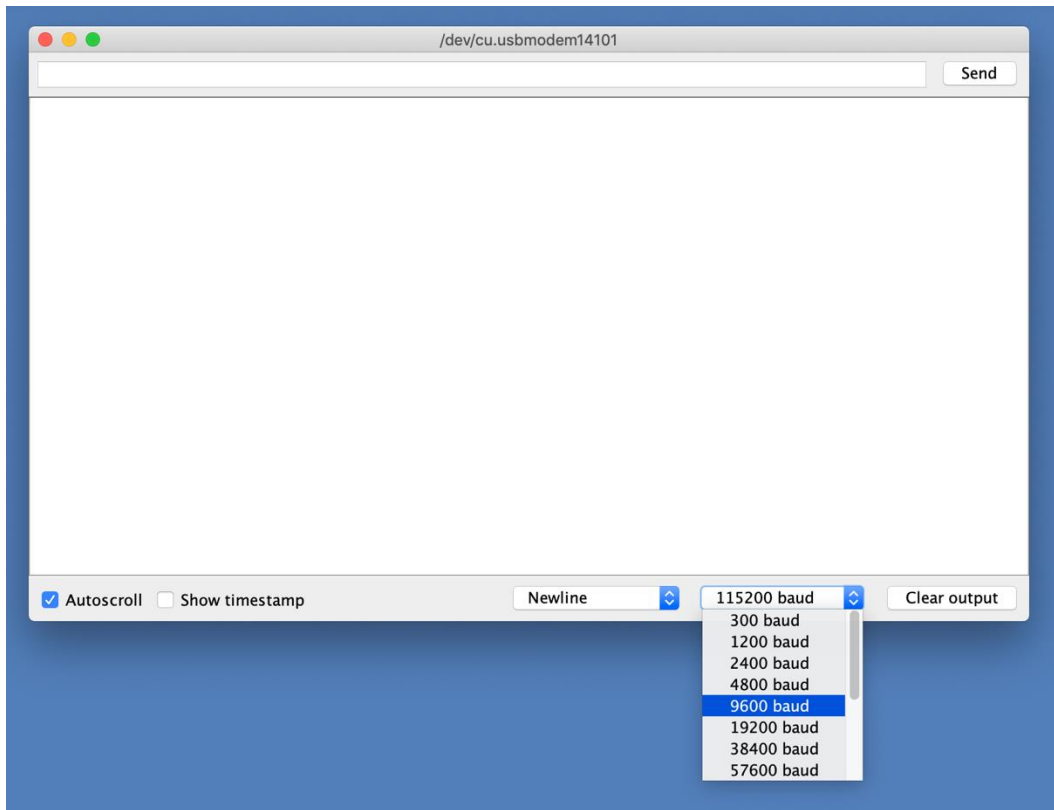 /dev/cu.usbmodem14101
Send
Autoscroll Show timestamp Newline 115200 baud Clear output
300 baud
1200 baud
2400 baud
4800 baud
9600 baud
19200 baud
38400 baud
57600 baud